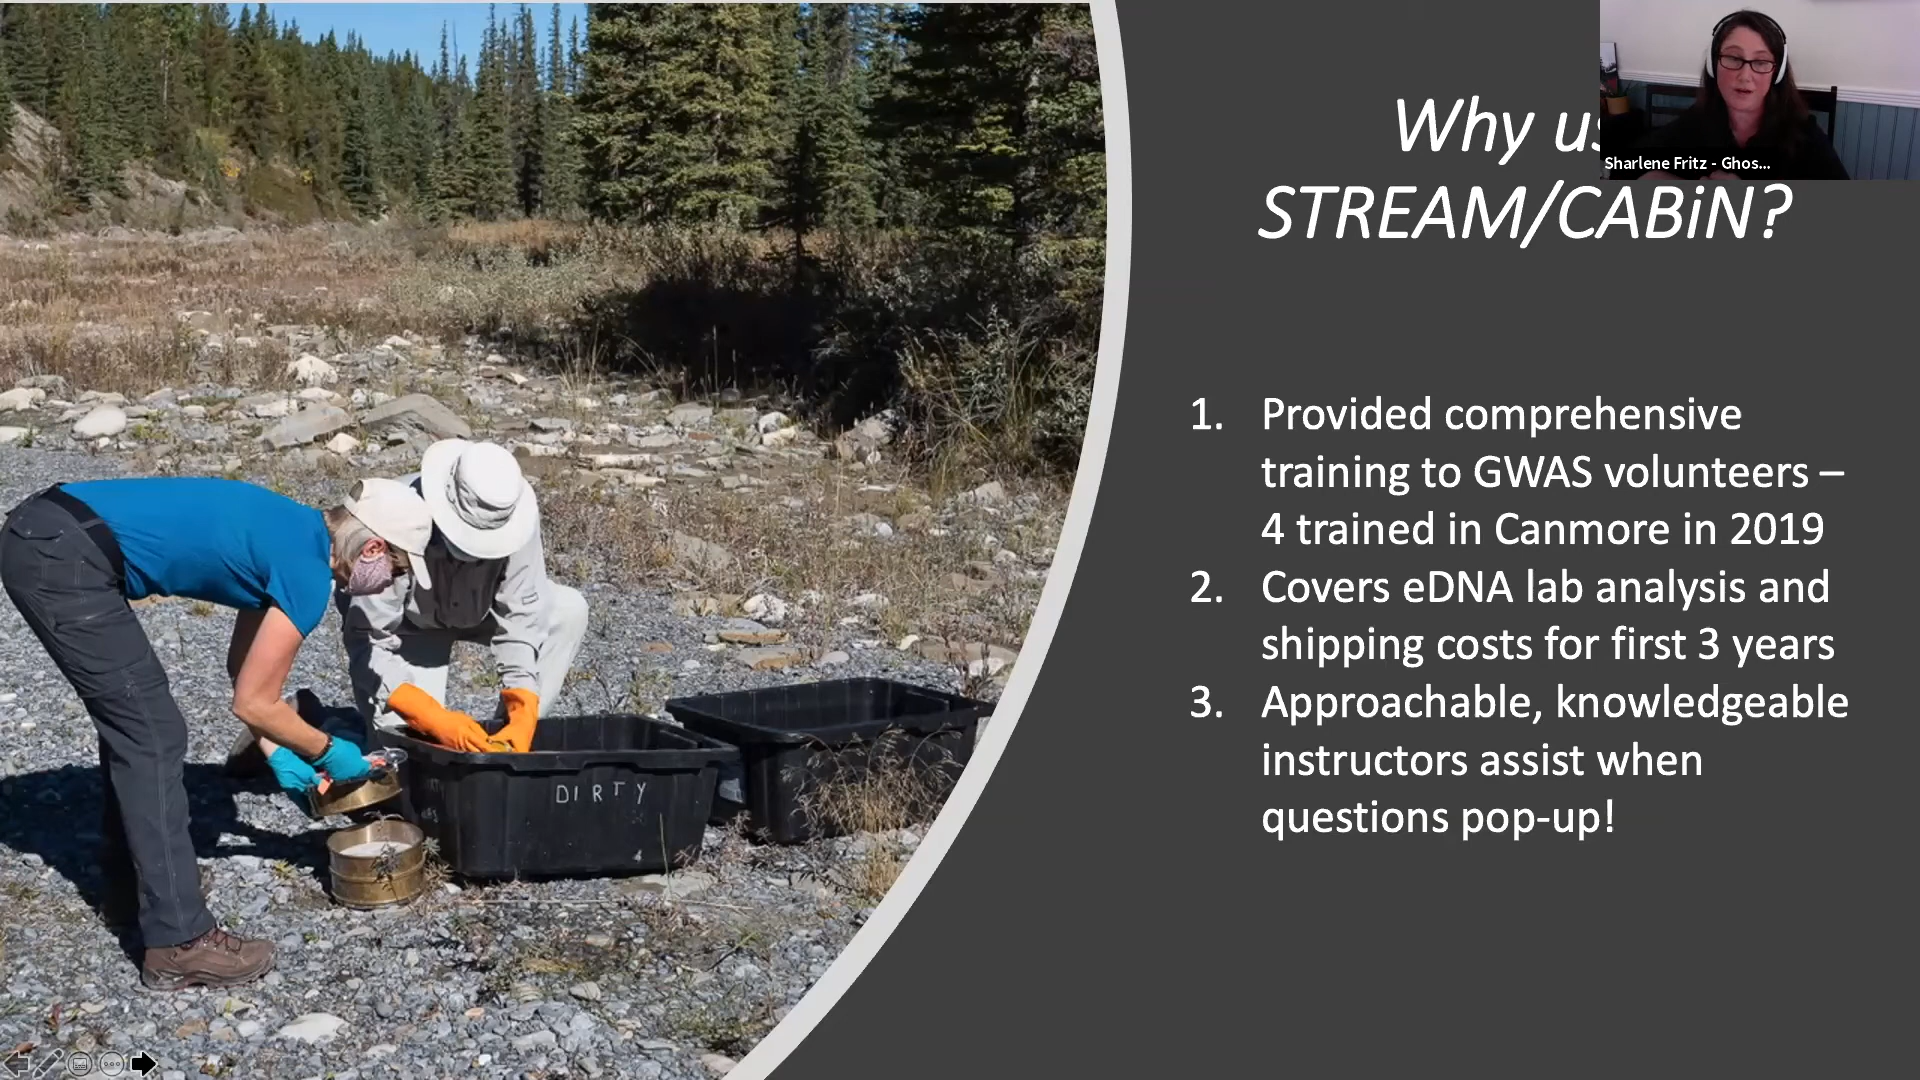 Why us
STREAM/CABiN?
Sharlene Fritz - Ghos...
1. Provided comprehensive
training to GWAS volunteers –
4 trained in Canmore in 2019
2. Covers eDNA lab analysis and
shipping costs for first 3 years
3. Approachable, knowledgeable
instructors assist when
questions pop-up!
DIRTY